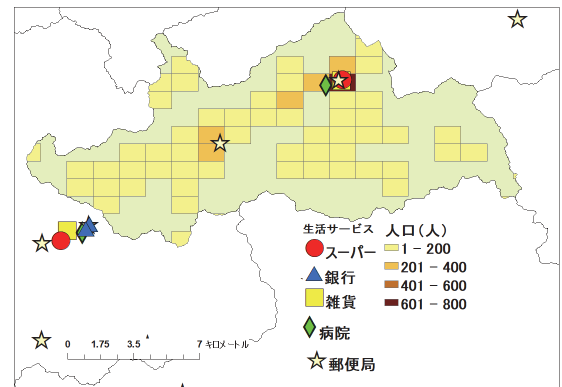 生活サービス
スーパー
銀行
雑貨
病院
郵便局
人口(人)
1 - 200
201 - 400
401 - 600
601 - 800
0 1.75 3.5 7 キロメートル